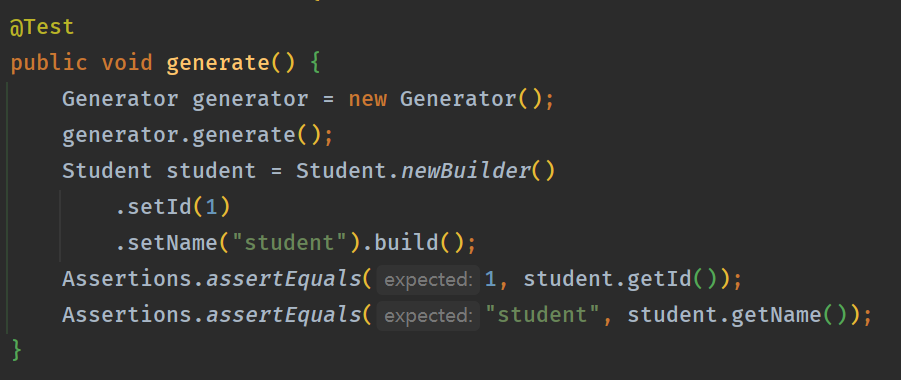 @Test
public void generate() {
    Generator generator = new Generator();
    generator.generate();
    Student student = Student.newBuilder()
        .setId(1)
        .setName("student").build();
    Assertions.assertEquals( expected: 1, student.getId());
    Assertions.assertEquals( expected: "student", student.getName());
}